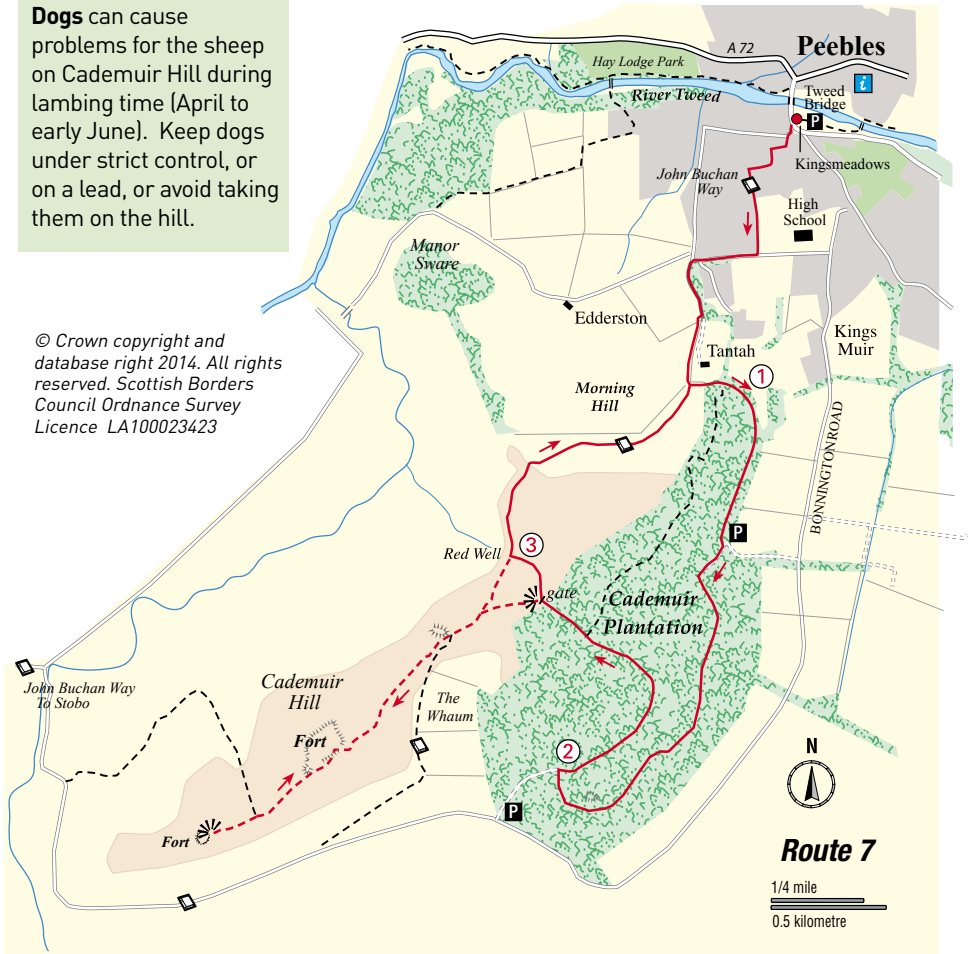 Dogs can cause
problems for the sheep
on Cademuir Hill during
lambing time (April to
early June). Keep dogs
under strict control, or
on a lead, or avoid taking
them on the hill.
A 72
Peebles
Hay Lodge Park
i
River Tweed
Tweed
Bridge
P
Kingsmeadows
John Buchan
Way
High
School
Manor
Sware
Edderston
© Crown copyright and
database right 2014. All rights
reserved. Scottish Borders
Council Ordnance Survey
Licence LA100023423
Kings
Muir
Tantah
1
Morning
Hill
BONNINGTON ROAD
P
Red Well
3
gate
Cademuir
Plantation
John Buchan Way
To Stobo
Cademuir
Hill
The
Whaum
Fort
2
N
P
Fort
Route 7
1/4 mile
0.5 kilometre